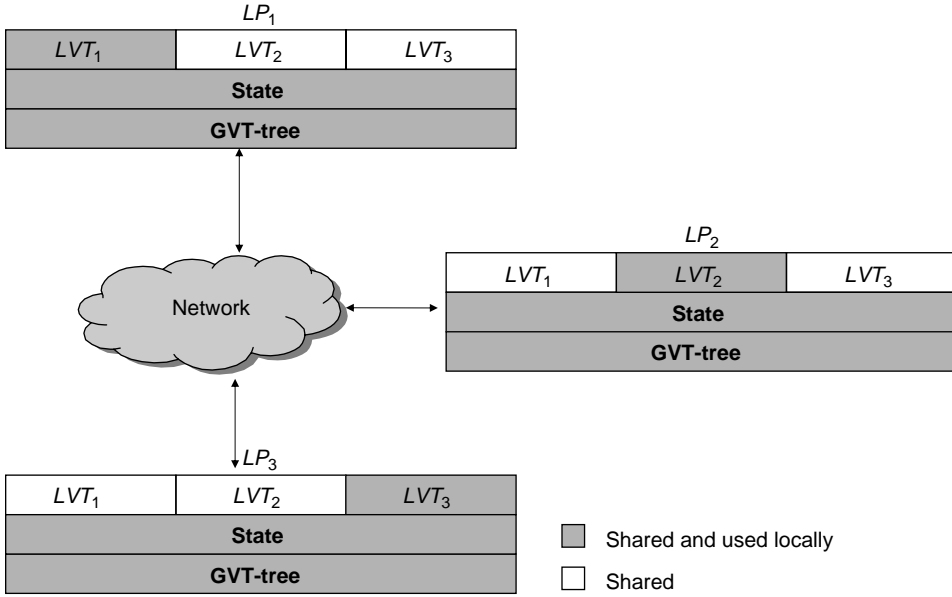 LP1
LVT1 LVT2 LVT3
State
GVT-tree
LP2
LVT1 LVT2 LVT3
State
GVT-tree
Network
LP3
LVT1 LVT2 LVT3
State
GVT-tree
Shared and used locally
Shared